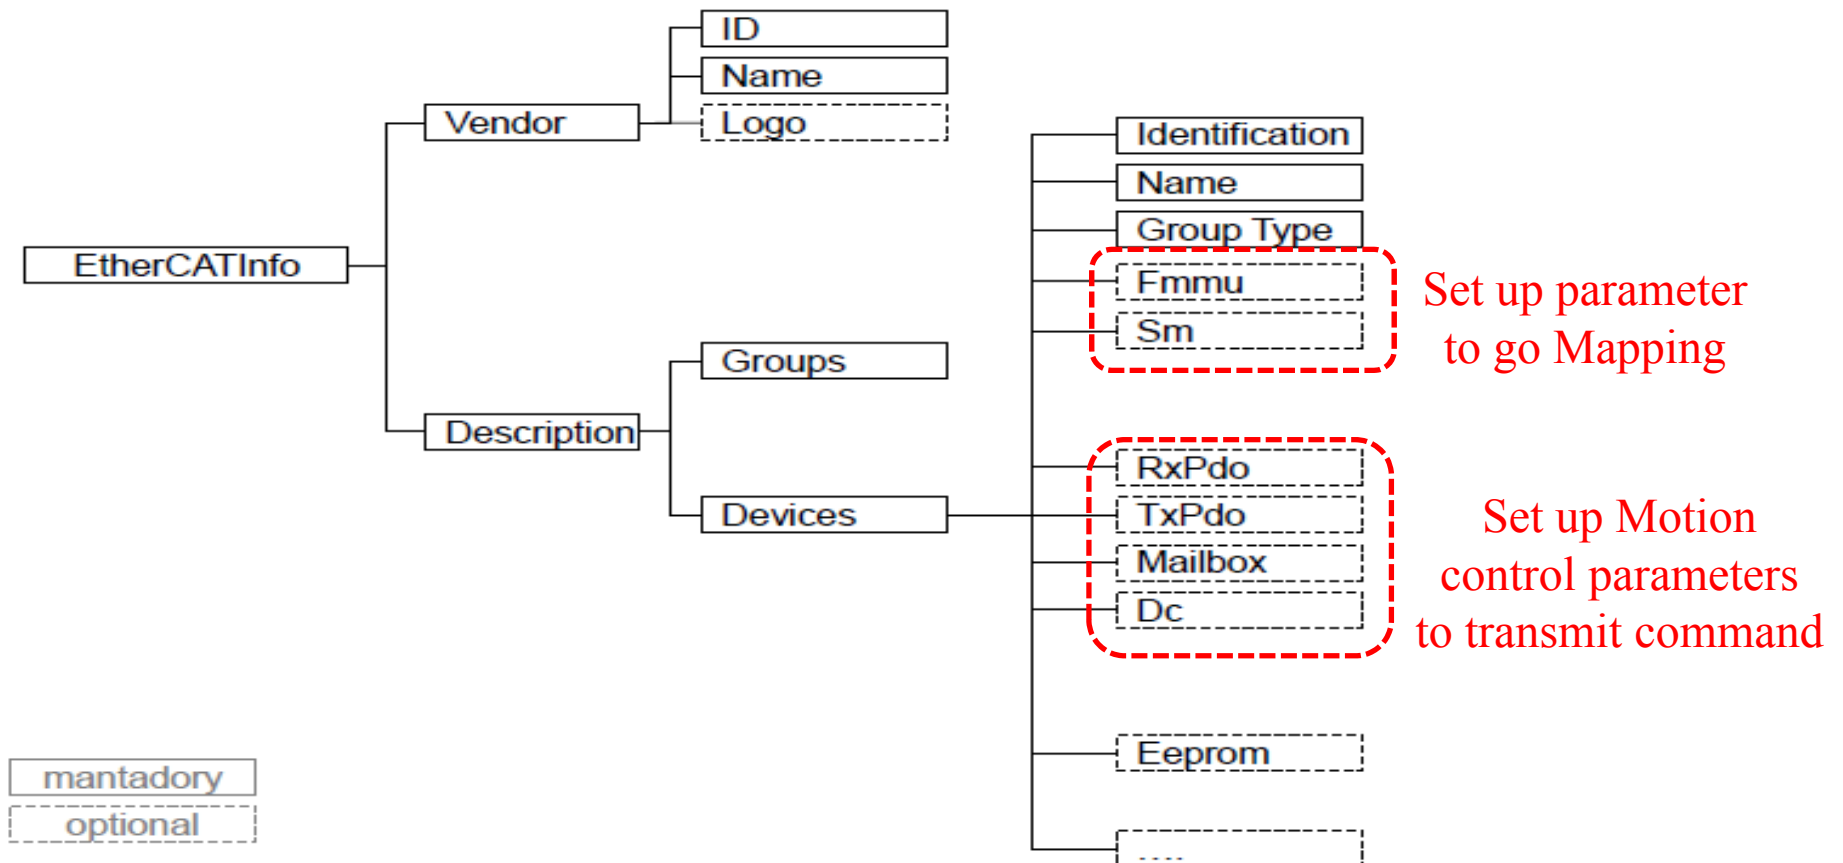 ID
Name
Logo
Vendor
EtherCATInfo
Description
Groups
Devices
Identification
Name
Group Type
Fmmu
Sm
Set up parameter
to go Mapping
RxPdo
TxPdo
Mailbox
Dc
Set up Motion
control parameters
to transmit command
Eeprom
....
mantadory
optional